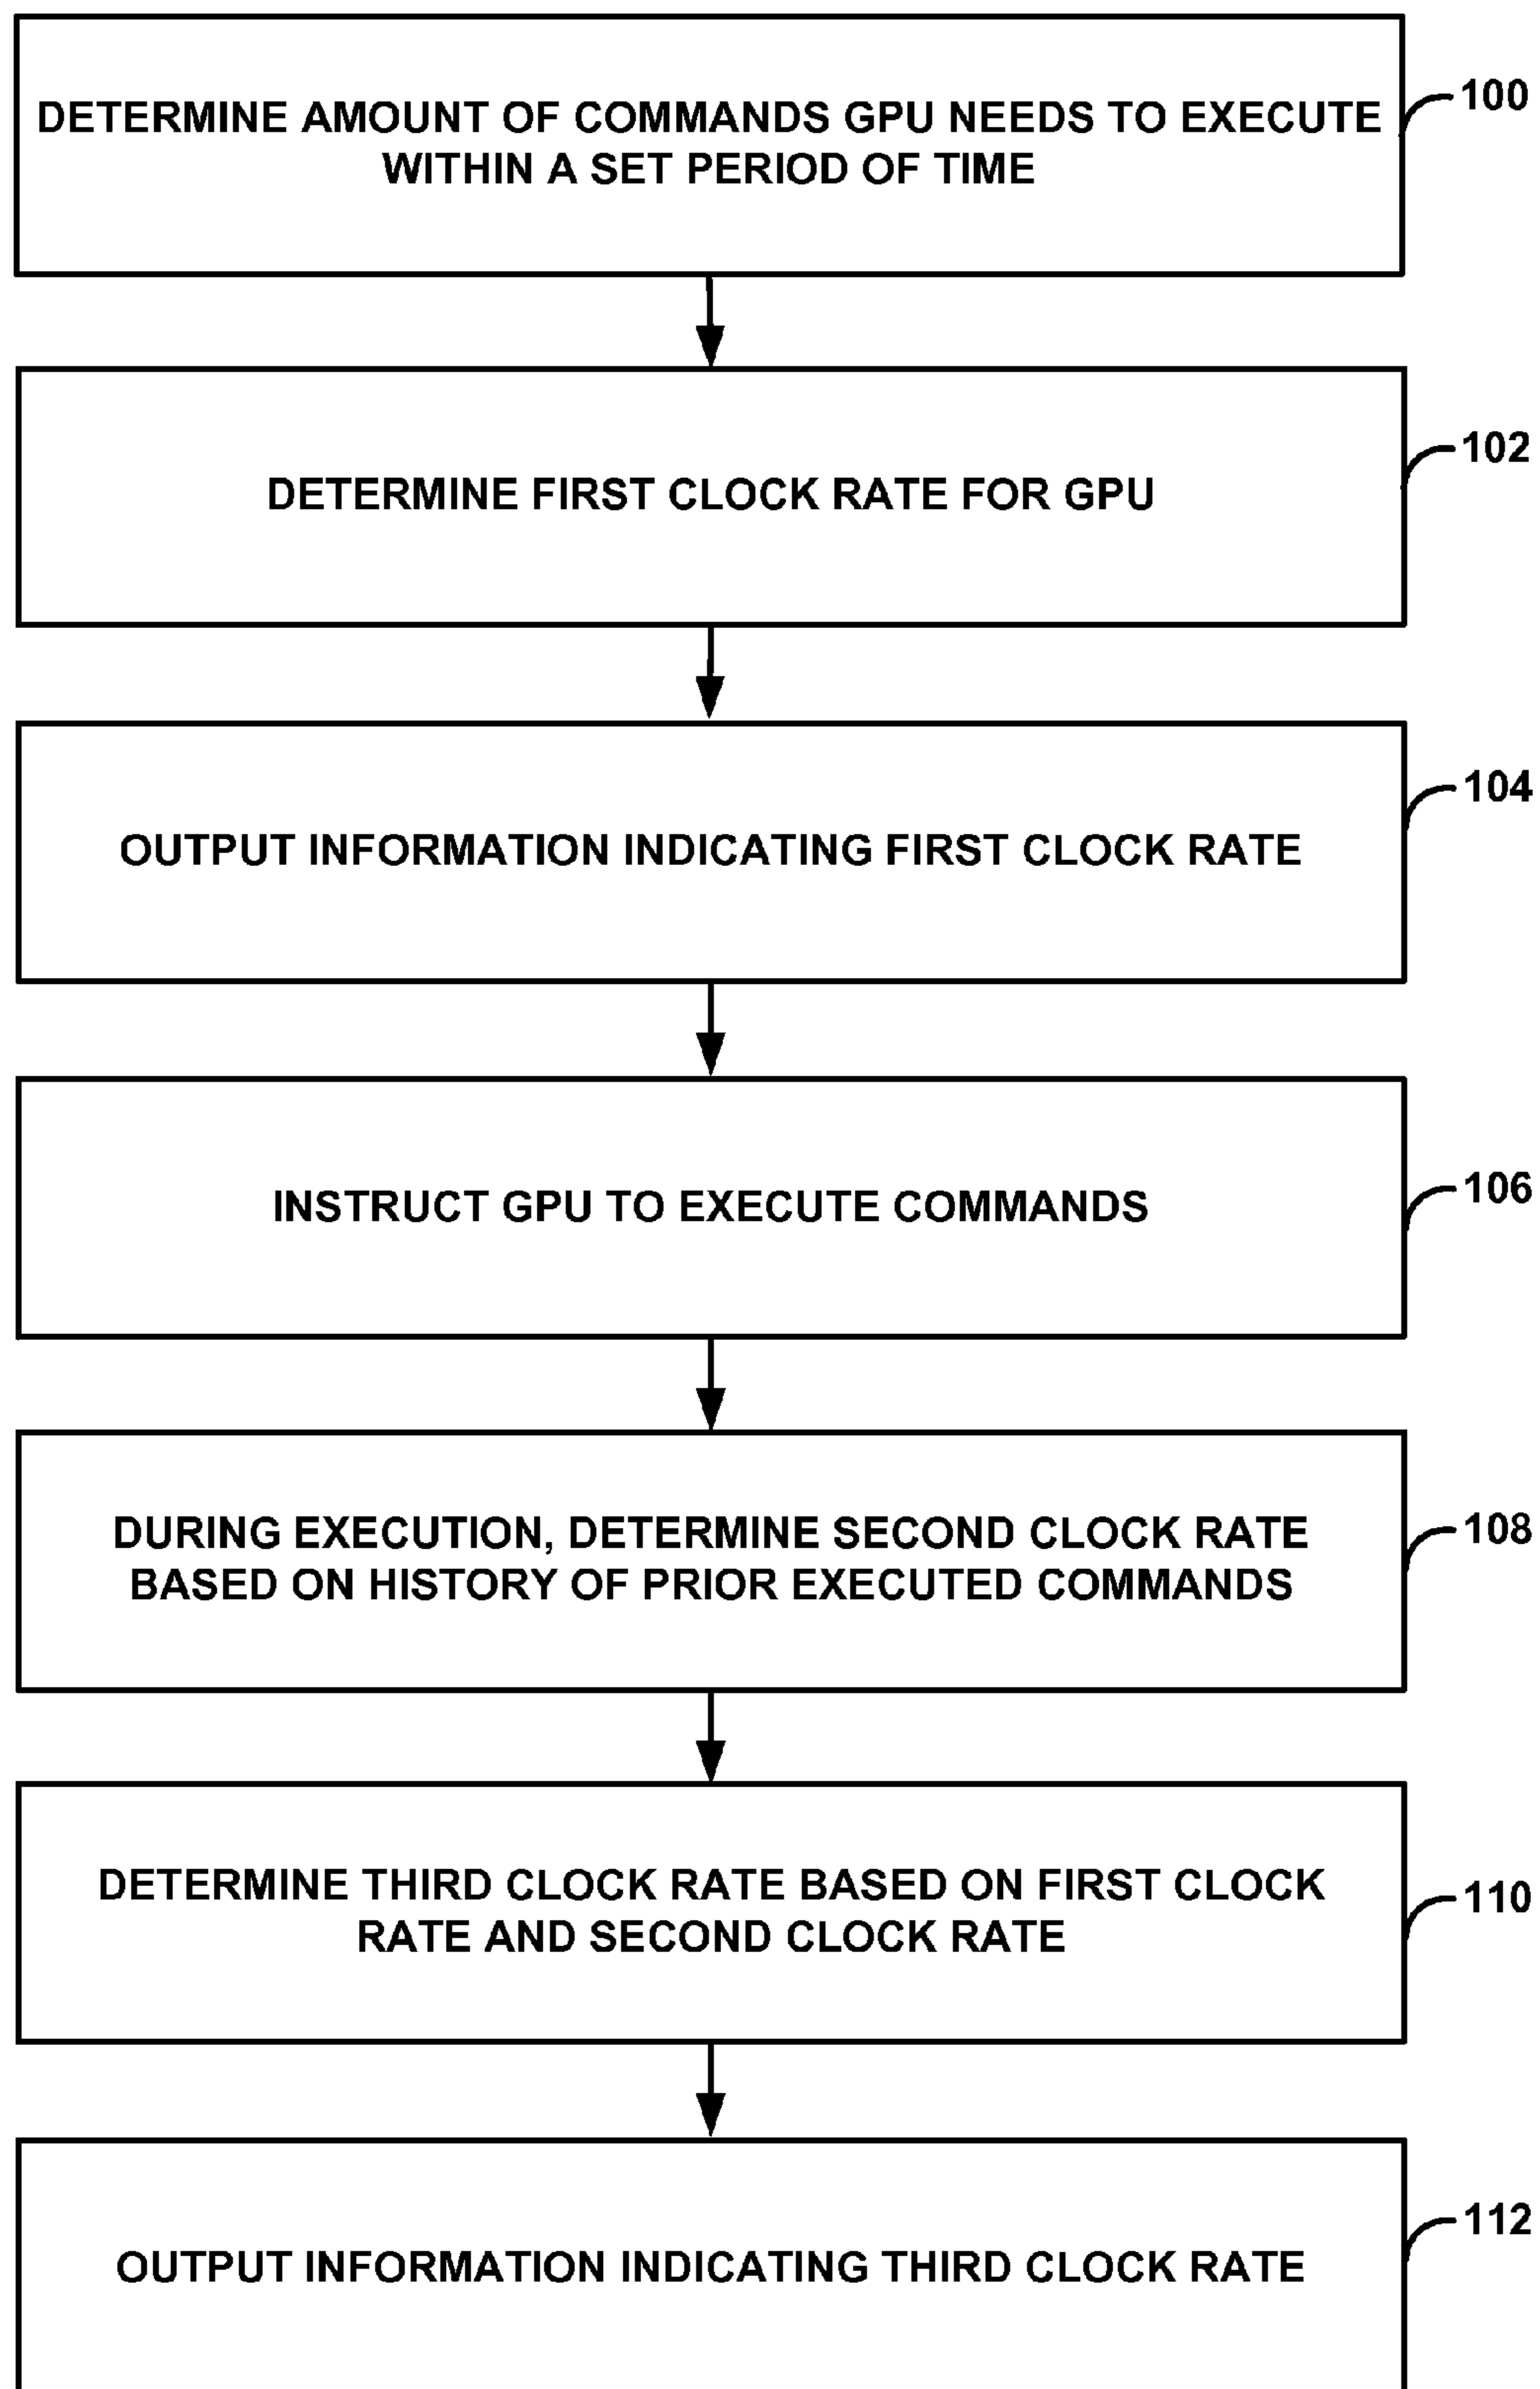 DETERMINE AMOUNT OF COMMANDS GPU NEEDS TO EXECUTE
WITHIN A SET PERIOD OF TIME
100
DETERMINE FIRST CLOCK RATE FOR GPU
102
OUTPUT INFORMATION INDICATING FIRST CLOCK RATE
104
INSTRUCT GPU TO EXECUTE COMMANDS
106
DURING EXECUTION, DETERMINE SECOND CLOCK RATE
BASED ON HISTORY OF PRIOR EXECUTED COMMANDS
108
DETERMINE THIRD CLOCK RATE BASED ON FIRST CLOCK
RATE AND SECOND CLOCK RATE
110
OUTPUT INFORMATION INDICATING THIRD CLOCK RATE
112